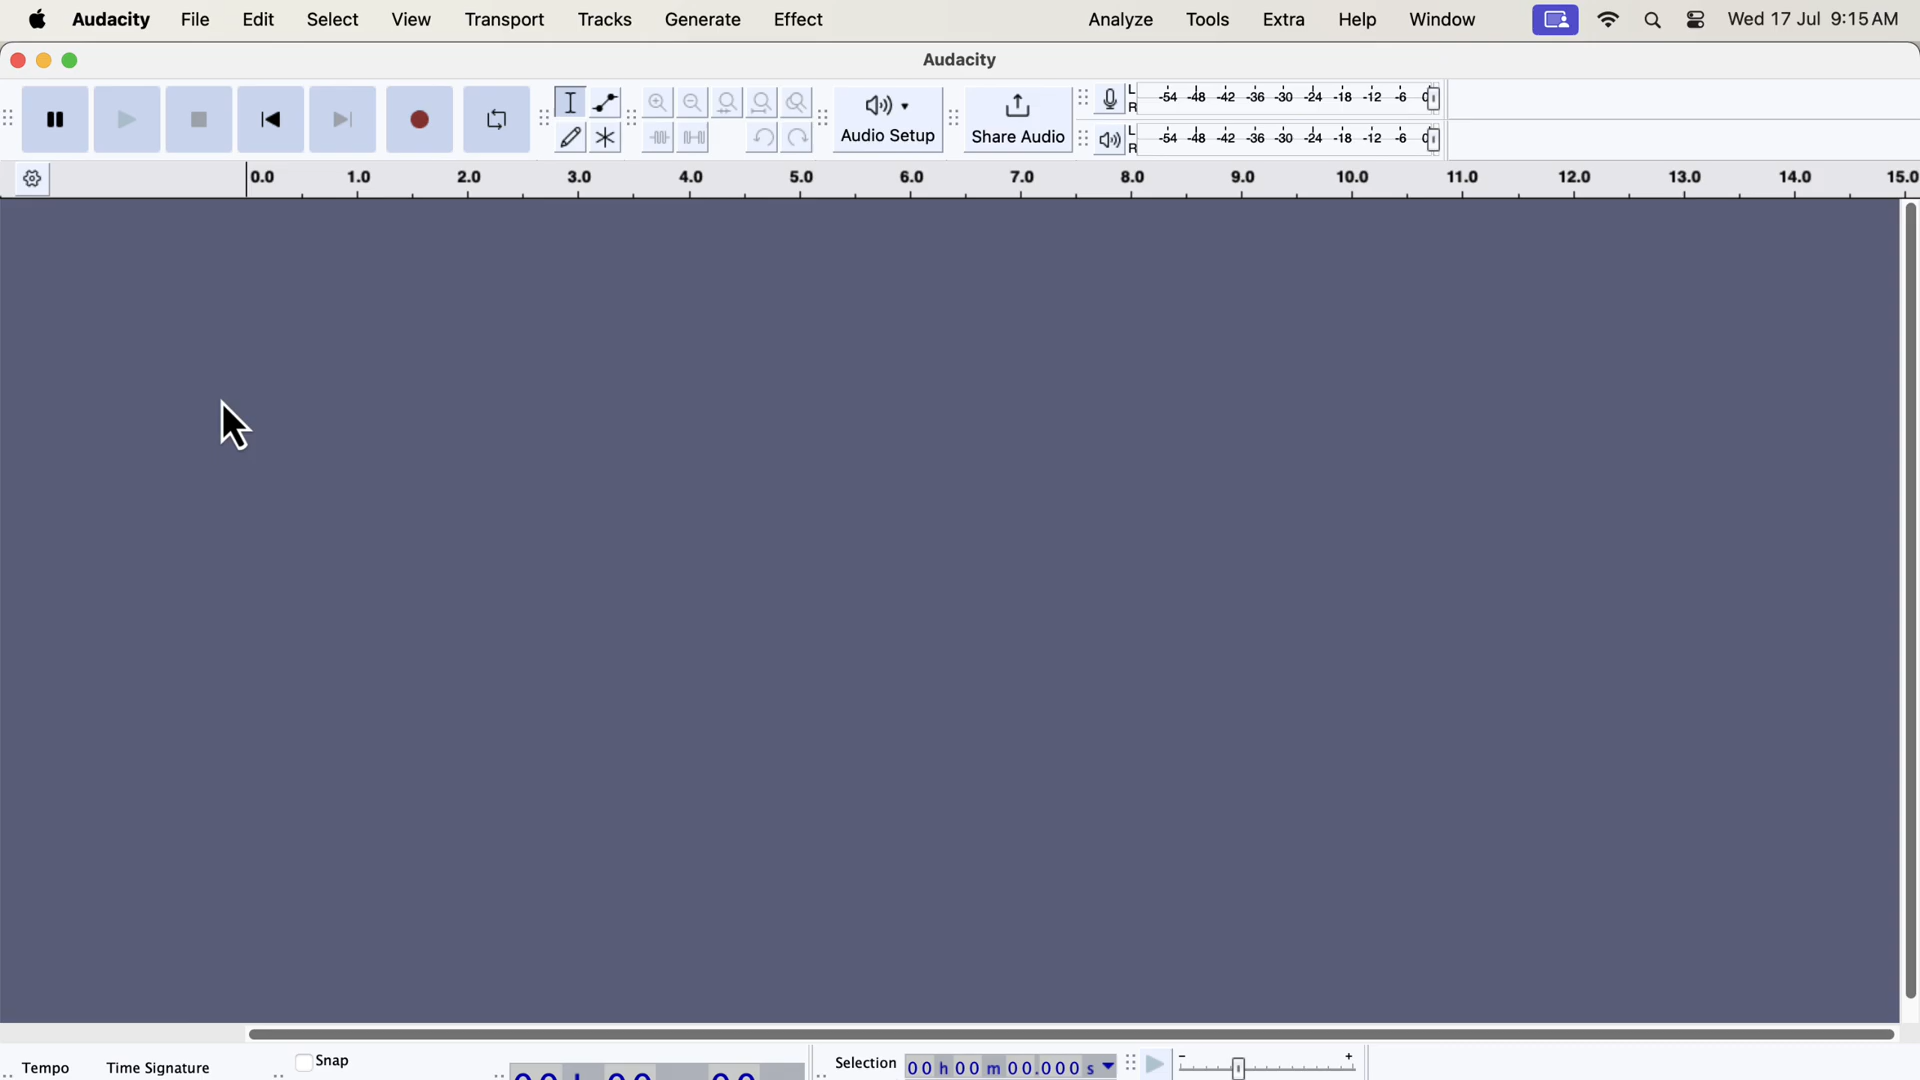 Audacity File Edit Select View Transport Tracks Generate Effect Analyze Tools Extra Help Window Wed 17 Jul 9:15 AM
Audacity
L -54 -48 -42 -36 -30 -24 -18 -12 -6 0
R
Audio Setup Share Audio
L -54 -48 -42 -36 -30 -24 -18 -12 -6 0
R
0.0 1.0 2.0 3.0 4.0 5.0 6.0 7.0 8.0 9.0 10.0 11.0 12.0 13.0 14.0 15.0
Tempo Time Signature Snap Selection 00 h 00 m 00.000 s - +